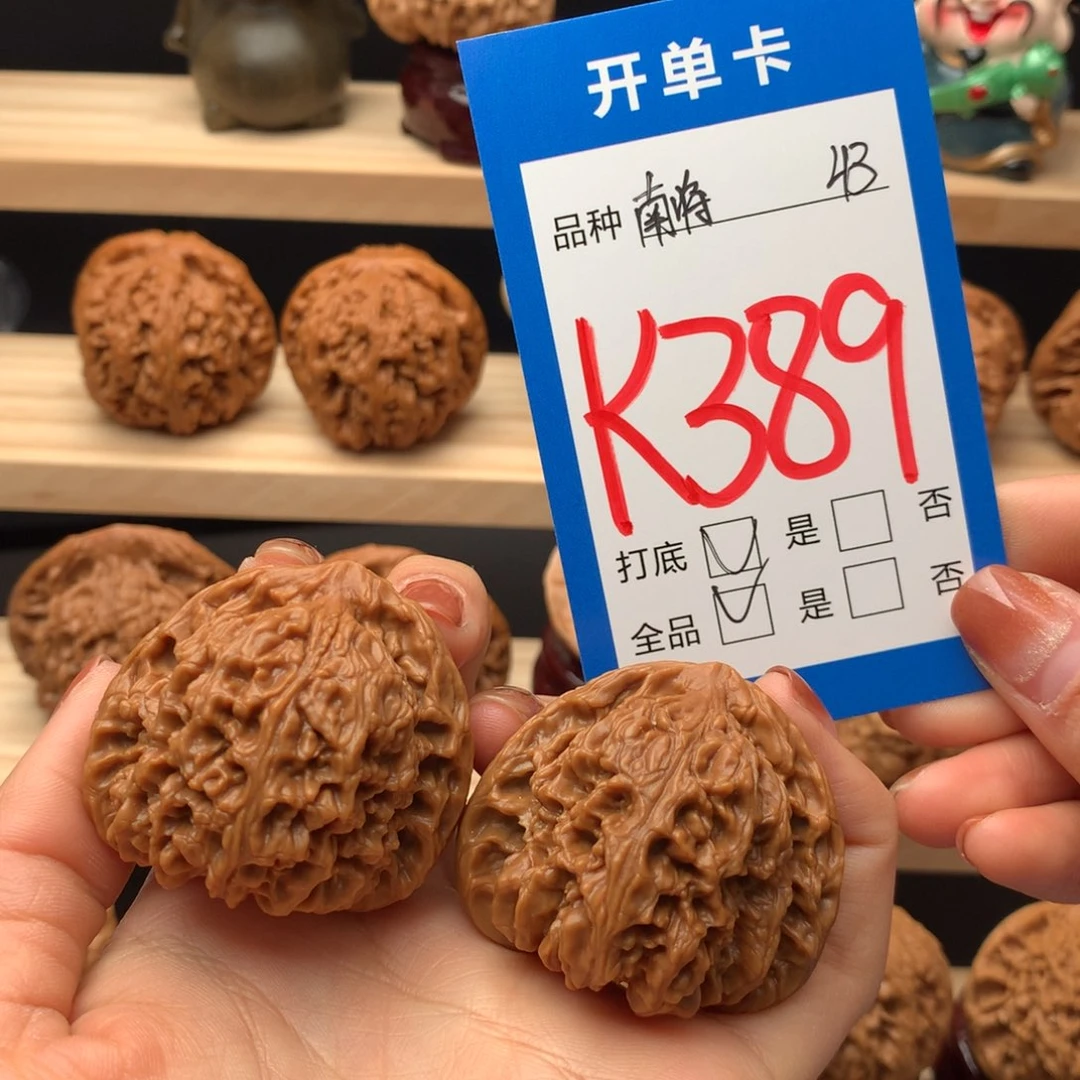 开单卡
品种 南将 43
K389
打底 是 否
全品 是 否